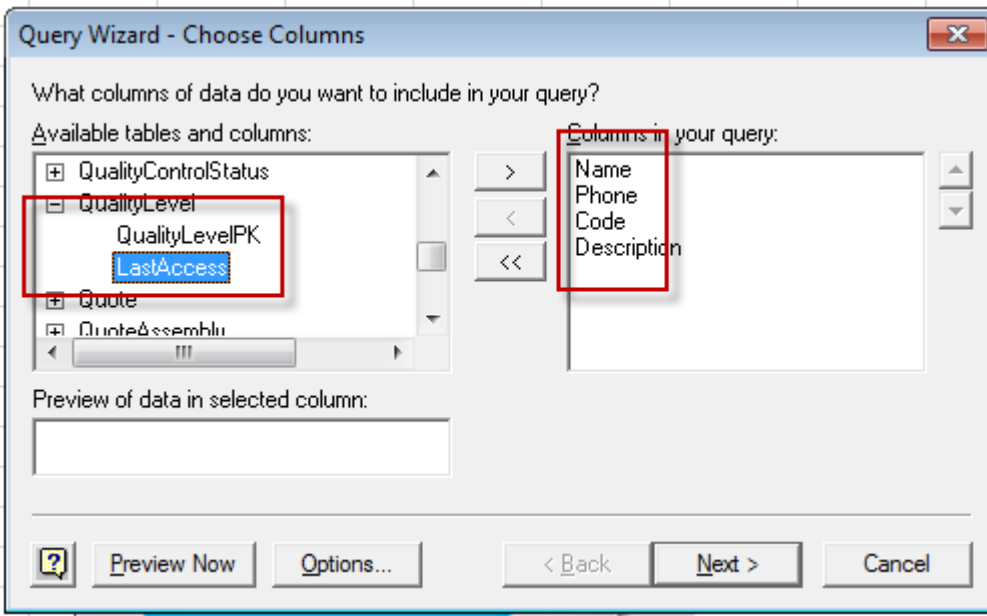 Query Wizard - Choose Columns
What columns of data do you want to include in your query?
Available tables and columns:
QualityControlStatus
QualityLevel
QualityLevelPK
LastAccess
Quote
QuoteAssembly
>
<
<<
Columns in your query:
Name
Phone
Code
Description
Preview of data in selected column:
Preview Now
Options...
< Back
Next >
Cancel